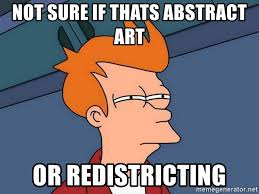 NOT SURE IF THATS ABSTRACT
ART
OR REDISTRICTING
memegenerator.net